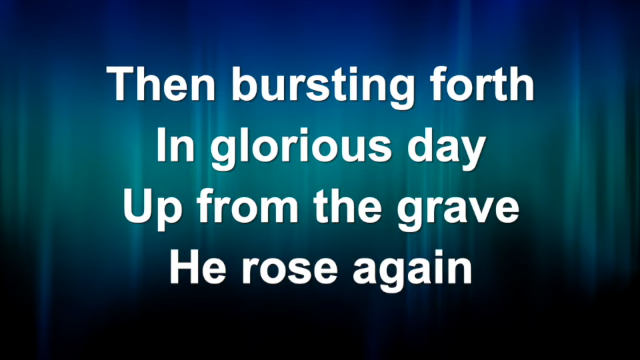 Then bursting forth
In glorious day
Up from the grave
He rose again